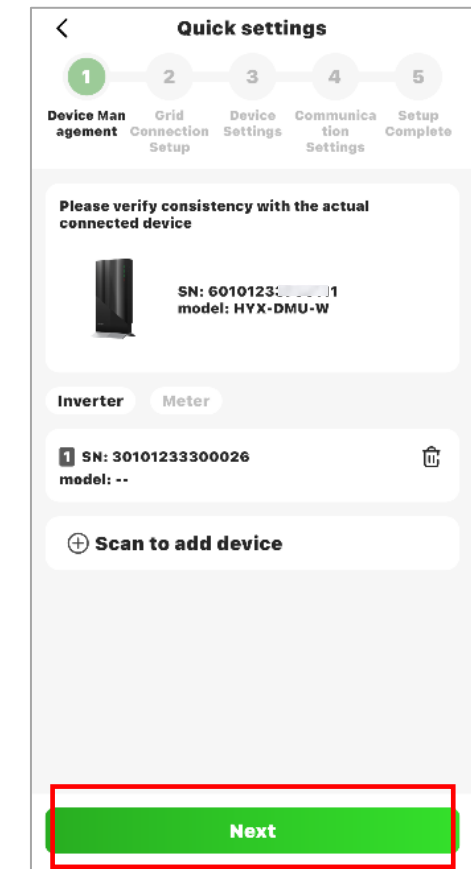 Quick settings
1 2 3 4 5
Device Man
agement
Grid
Connection
Setup
Device
Settings
Communica
tion
Settings
Setup
Complete
Please verify consistency with the actual
connected device
SN: 6010123
model: HYX-DMU-W
Inverter Meter
1 SN: 30101233300026
model: --
Scan to add device
Next